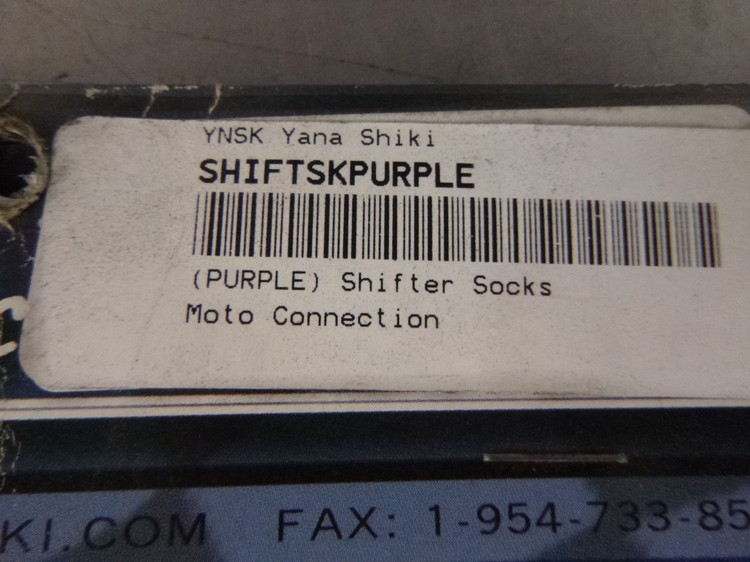 YNSK Yana Shiki
SHIFTSKPURPLE
(PURPLE) Shifter Socks
Moto Connection
KI.COM FAX: 1-954-733-85